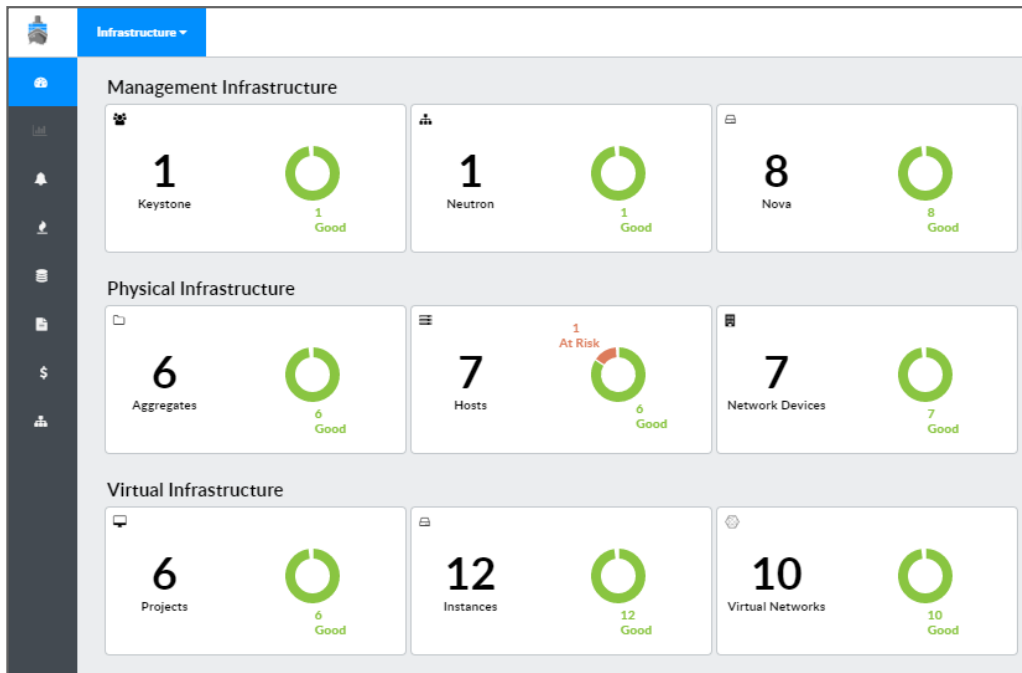 Infrastructure
Management Infrastructure
1
Keystone
1
Good
1
Neutron
1
Good
8
Nova
8
Good
Physical Infrastructure
6
Aggregates
6
Good
7
Hosts
1
At Risk
6
Good
7
Network Devices
7
Good
Virtual Infrastructure
6
Projects
6
Good
12
Instances
12
Good
10
Virtual Networks
10
Good